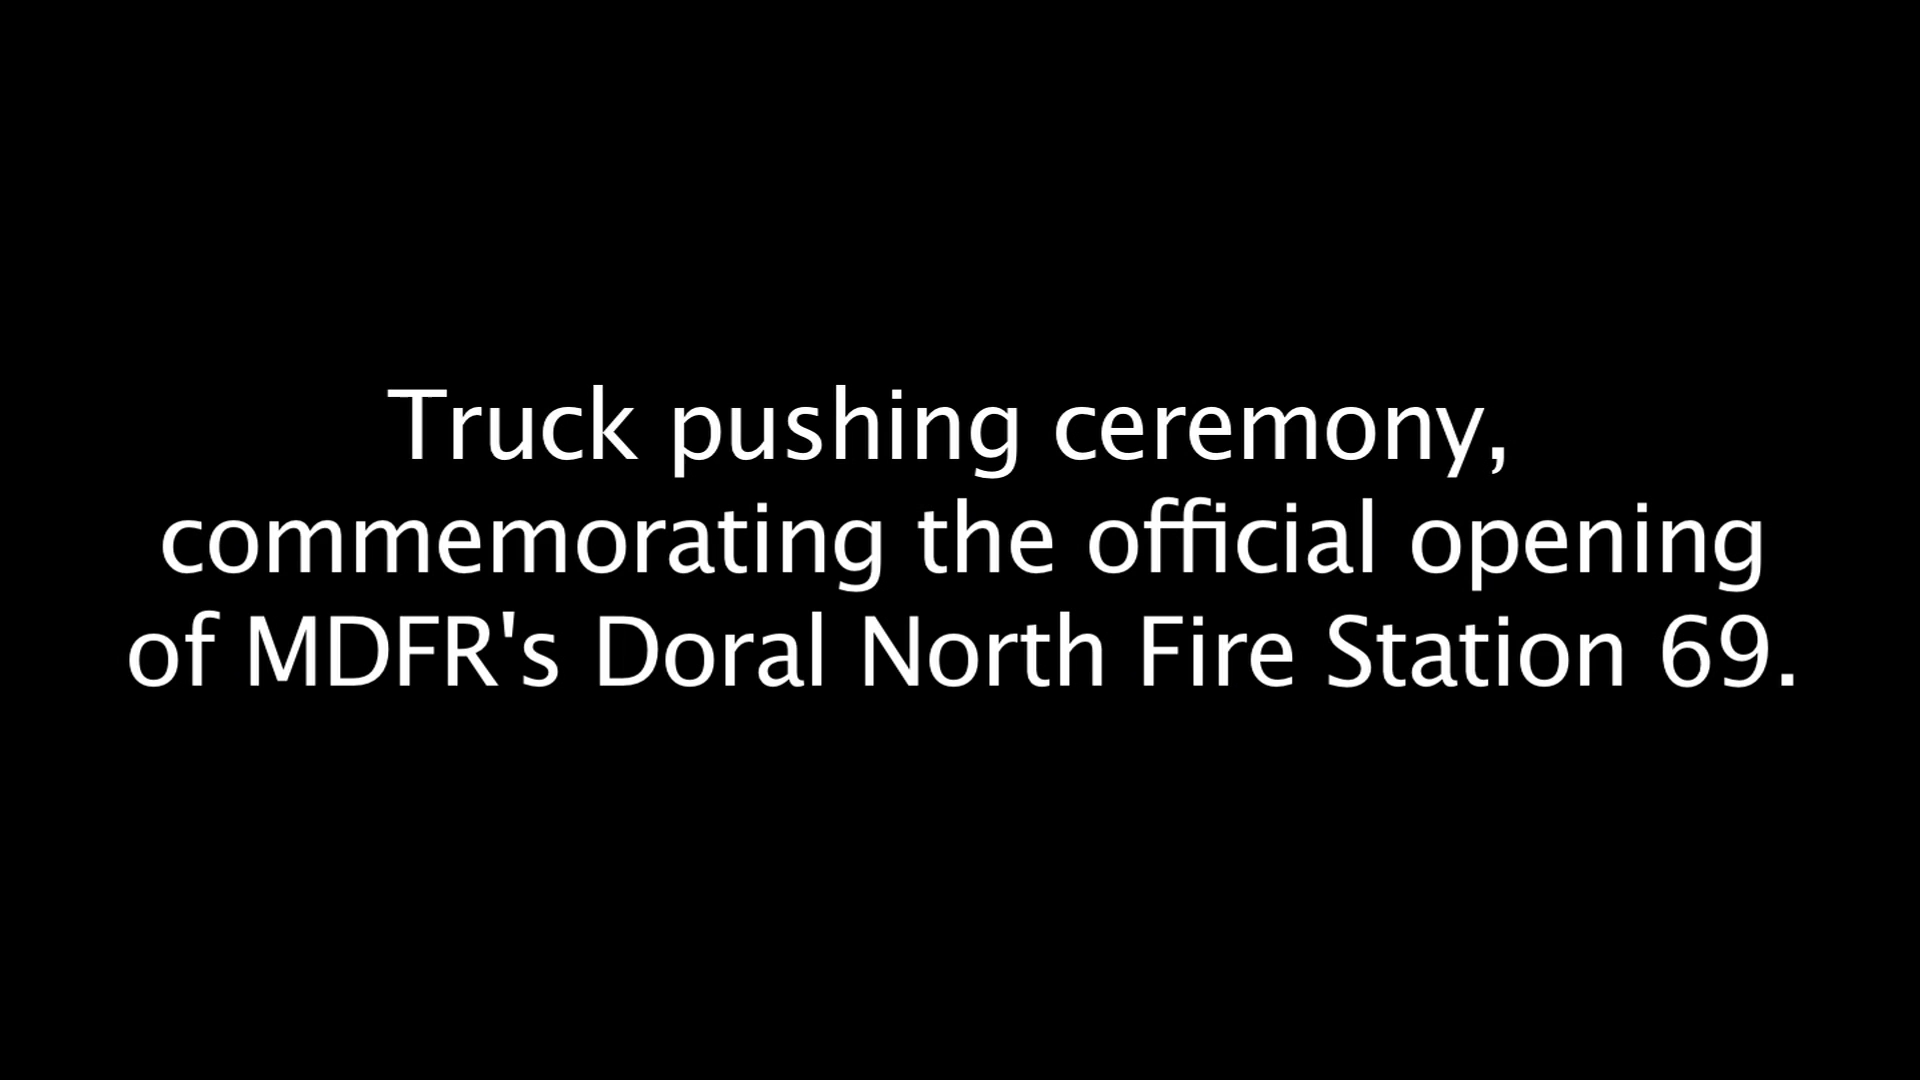 Truck pushing ceremony,
commemorating the official opening
of MDFR's Doral North Fire Station 69.